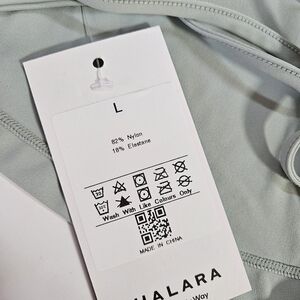 L
82% Nylon
18% Elastane
Wash With Like Colours Only
MADE IN CHINA
HALARA
Way